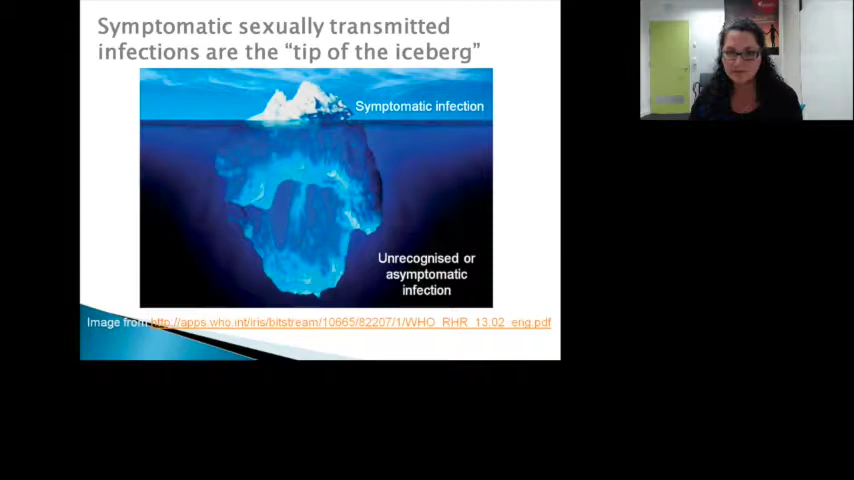 Symptomatic sexually transmitted
infections are the “tip of the iceberg”
Symptomatic infection
Unrecognised or
asymptomatic
infection
Image from http://apps.who.int/iris/bitstream/10665/82207/1/WHO_RHR_13.02_eng.pdf